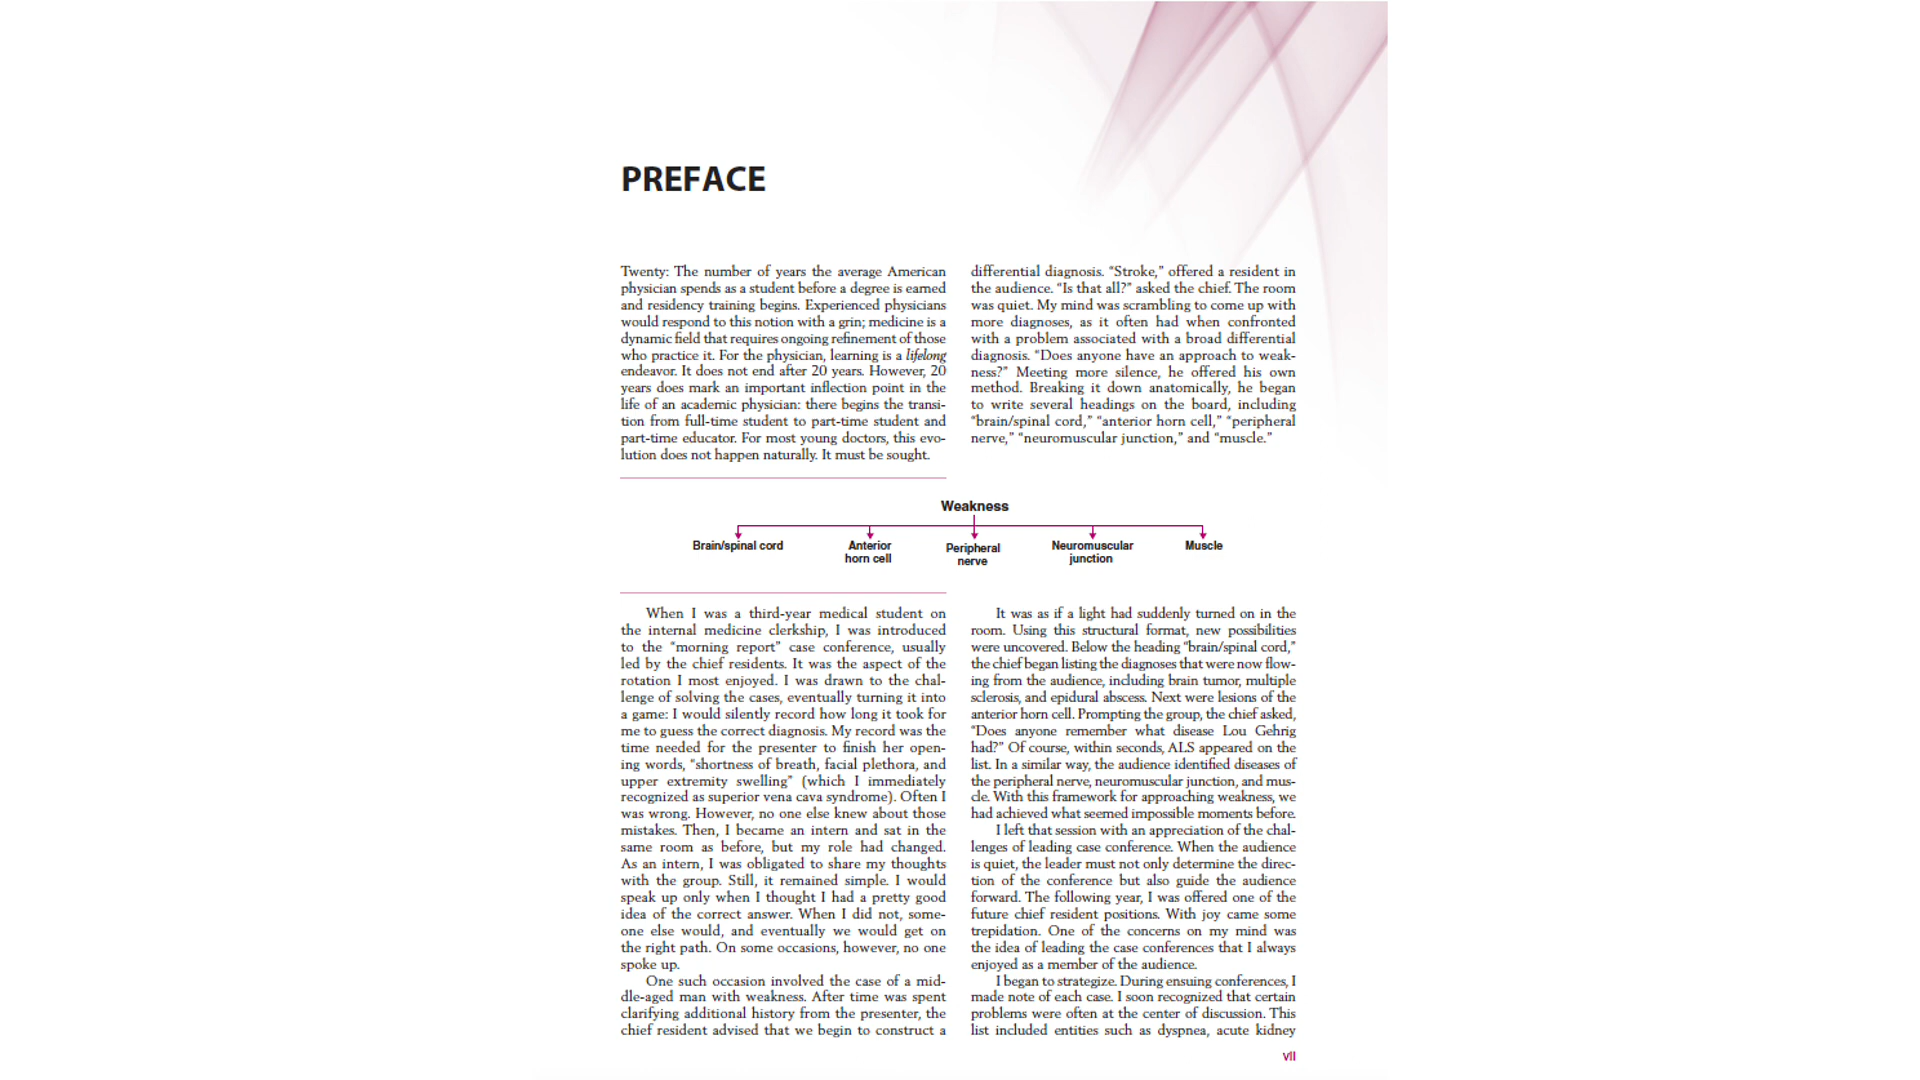 PREFACE
Twenty: The number of years the average American
physician spends as a student before a degree is earned
and residency training begins. Experienced physicians
would respond to this notion with a grin; medicine is a
dynamic field that requires ongoing refinement of those
who practice it. For the physician, learning is a lifelong
endeavor. It does not end after 20 years. However, 20
years does mark an important inflection point in the
life of an academic physician: there begins the transi-
tion from full-time student to part-time student and
part-time educator. For most young doctors, this evo-
lution does not happen naturally. It must be sought.
differential diagnosis. “Stroke,” offered a resident in
the audience. “Is that all?” asked the chief. The room
was quiet. My mind was scrambling to come up with
more diagnoses, as it often had when confronted
with a problem associated with a broad differential
diagnosis. “Does anyone have an approach to weak-
ness?” Meeting more silence, he offered his own
method. Breaking it down anatomically, he began
to write several headings on the board, including
“brain/spinal cord,” “anterior horn cell,” “peripheral
nerve,” “neuromuscular junction,” and “muscle.”
Weakness
Brain/spinal cord
Anterior
horn cell
Peripheral
nerve
Neuromuscular
junction
Muscle
When I was a third-year medical student on
the internal medicine clerkship, I was introduced
to the “morning report” case conference, usually
led by the chief residents. It was the aspect of the
rotation I most enjoyed. I was drawn to the chal-
lenge of solving the cases, eventually turning it into
a game: I would silently record how long it took for
me to guess the correct diagnosis. My record was the
time needed for the presenter to finish her open-
ing words, “shortness of breath, facial plethora, and
upper extremity swelling” (which I immediately
recognized as superior vena cava syndrome). Often I
was wrong. However, no one else knew about those
mistakes. Then, I became an intern and sat in the
same room as before, but my role had changed.
As an intern, I was obligated to share my thoughts
with the group. Still, it remained simple. I would
speak up only when I thought I had a pretty good
idea of the correct answer. When I did not, some-
one else would, and eventually we would get on
the right path. On some occasions, however, no one
spoke up.
One such occasion involved the case of a mid-
dle-aged man with weakness. After time was spent
clarifying additional history from the presenter, the
chief resident advised that we begin to construct a
It was as if a light had suddenly turned on in the
room. Using this structural format, new possibilities
were uncovered. Below the heading “brain/spinal cord,”
the chief began listing the diagnoses that were now flow-
ing from the audience, including brain tumor, multiple
sclerosis, and epidural abscess. Next were lesions of the
anterior horn cell. Prompting the group, the chief asked,
“Does anyone remember what disease Lou Gehrig
had?” Of course, within seconds, ALS appeared on the
list. In a similar way, the audience identified diseases of
the peripheral nerve, neuromuscular junction, and mus-
cle. With this framework for approaching weakness, we
had achieved what seemed impossible moments before.
I left that session with an appreciation of the chal-
lenges of leading case conference. When the audience
is quiet, the leader must not only determine the direc-
tion of the conference but also guide the audience
forward. The following year, I was offered one of the
future chief resident positions. With joy came some
trepidation. One of the concerns on my mind was
the idea of leading the case conferences that I always
enjoyed as a member of the audience.
I began to strategize. During ensuing conferences, I
made note of each case. I soon recognized that certain
problems were often at the center of discussion. This
list included entities such as dyspnea, acute kidney
vii